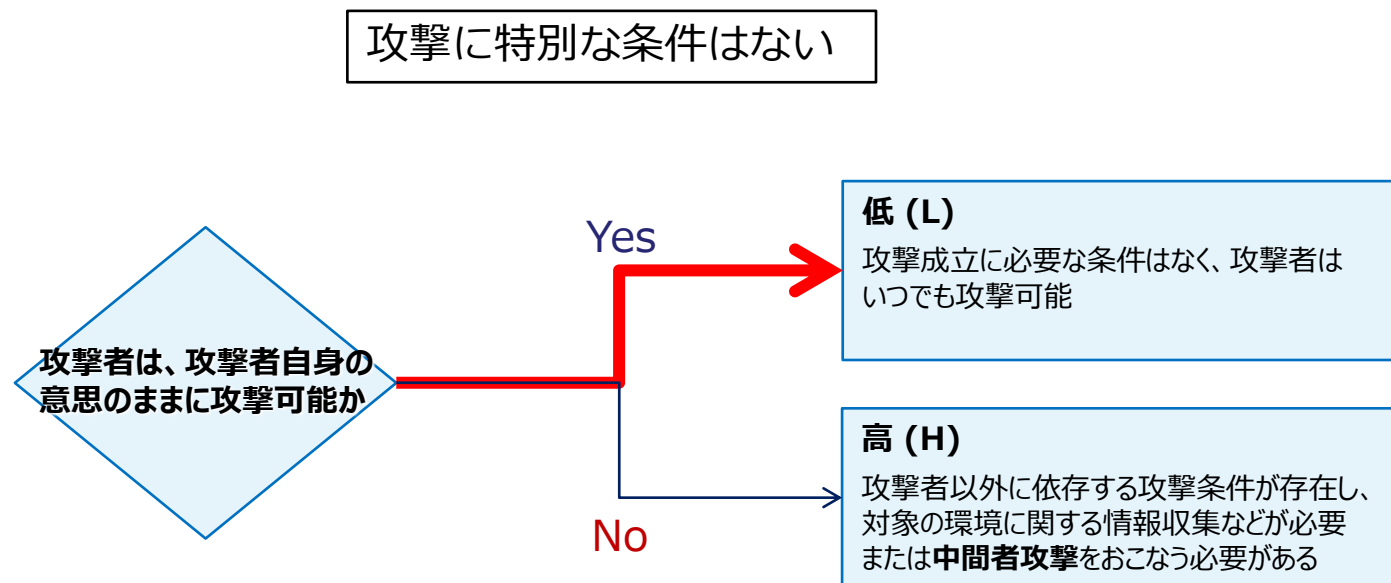 攻撃に特別な条件はない
Yes
低 (L)
攻撃成立に必要な条件はなく、攻撃者は
いつでも攻撃可能
攻撃者は、攻撃者自身の
意思のままに攻撃可能か
高 (H)
攻撃者以外に依存する攻撃条件が存在し、
対象の環境に関する情報収集などが必要
または中間者攻撃をおこなう必要がある
No